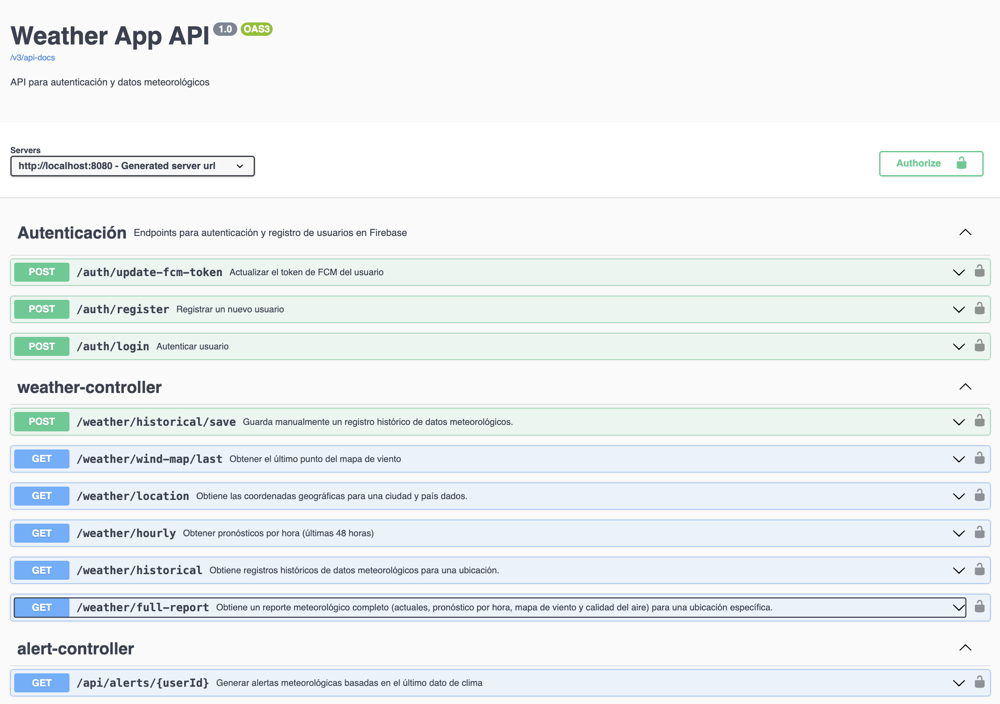 Weather App API 1.0 OAS3
/v3/api-docs
API para autenticación y datos meteorológicos
Servers
http://localhost:8080 - Generated server url
Authorize
Autenticación Endpoints para autenticación y registro de usuarios en Firebase
POST /auth/update-fcm-token Actualizar el token de FCM del usuario
POST /auth/register Registrar un nuevo usuario
POST /auth/login Autenticar usuario
weather-controller
POST /weather/historical/save Guarda manualmente un registro histórico de datos meteorológicos.
GET /weather/wind-map/last Obtener el último punto del mapa de viento
GET /weather/location Obtiene las coordenadas geográficas para una ciudad y país dados.
GET /weather/hourly Obtener pronósticos por hora (últimas 48 horas)
GET /weather/historical Obtiene registros históricos de datos meteorológicos para una ubicación.
GET /weather/full-report Obtiene un reporte meteorológico completo (actuales, pronóstico por hora, mapa de viento y calidad del aire) para una ubicación específica.
alert-controller
GET /api/alerts/{userId} Generar alertas meteorológicas basadas en el último dato de clima